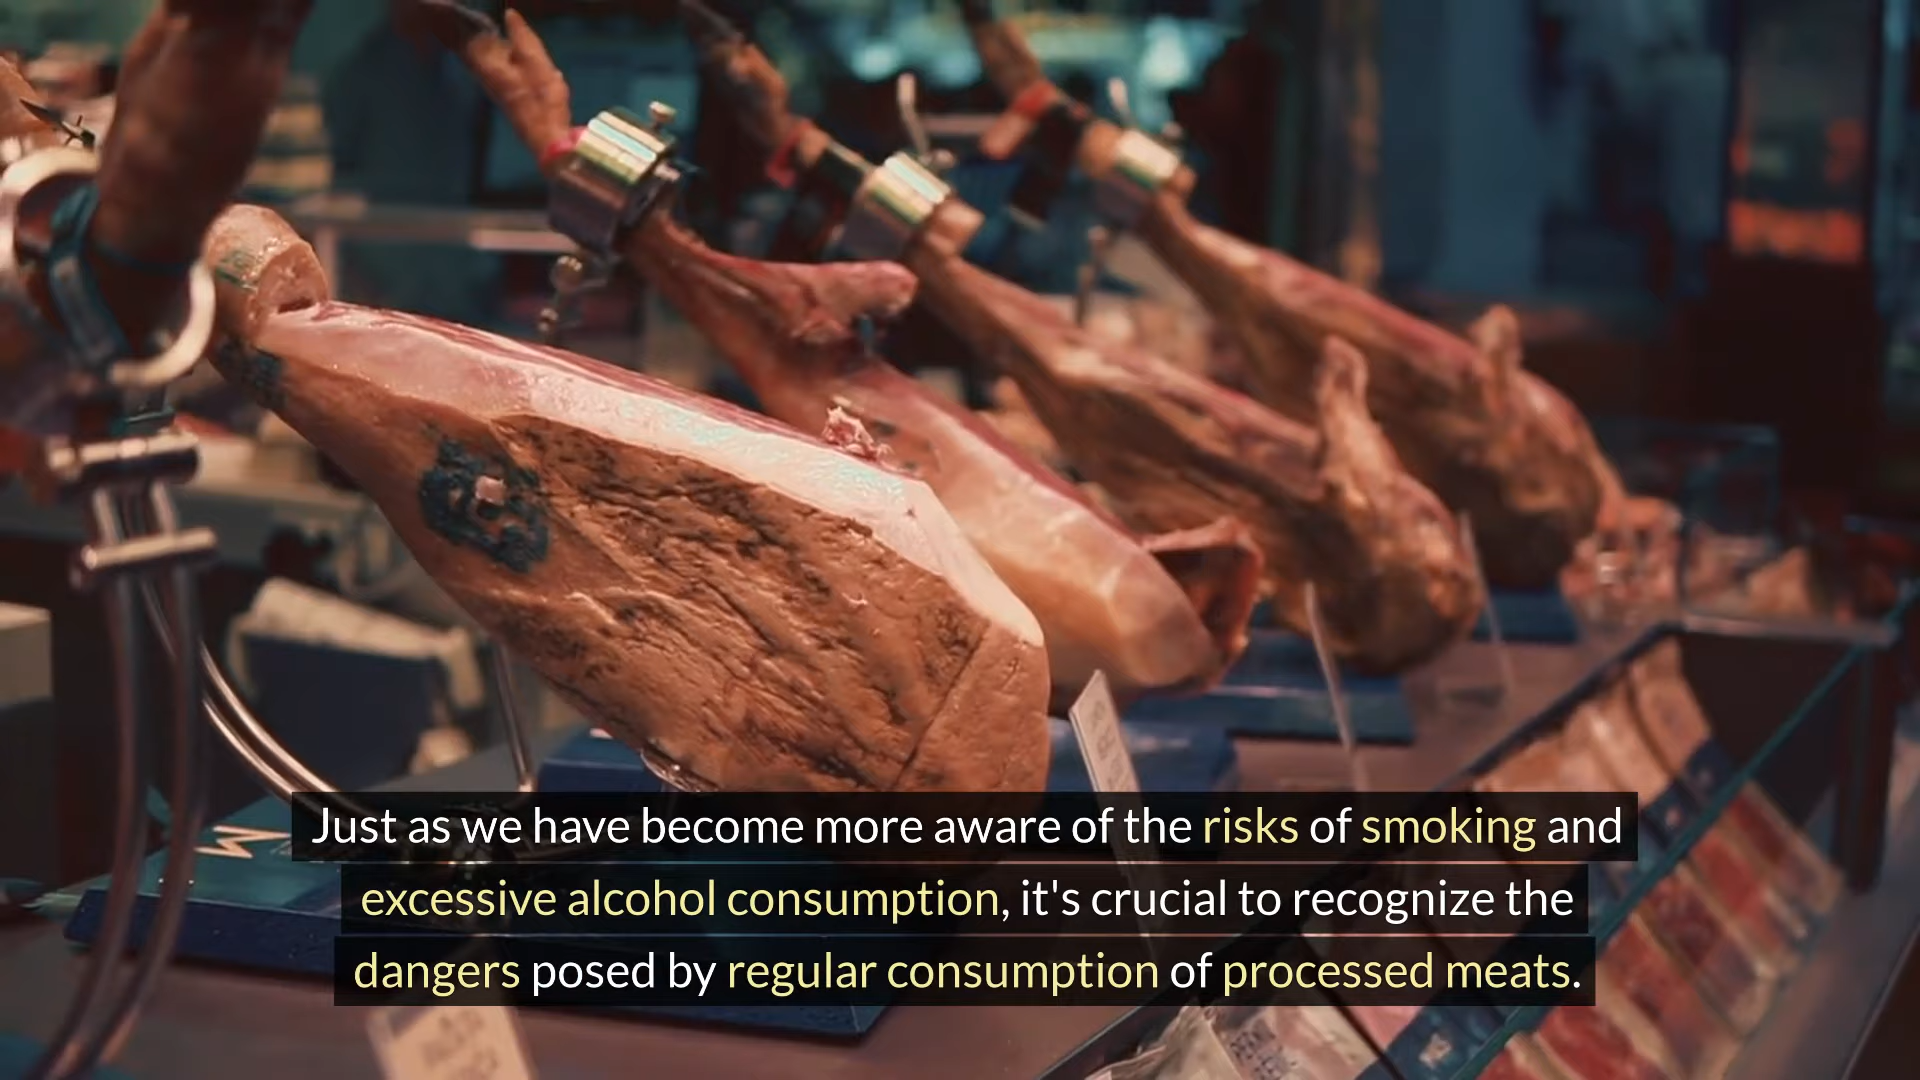 Just as we have become more aware of the risks of smoking and
excessive alcohol consumption, it's crucial to recognize the
dangers posed by regular consumption of processed meats.